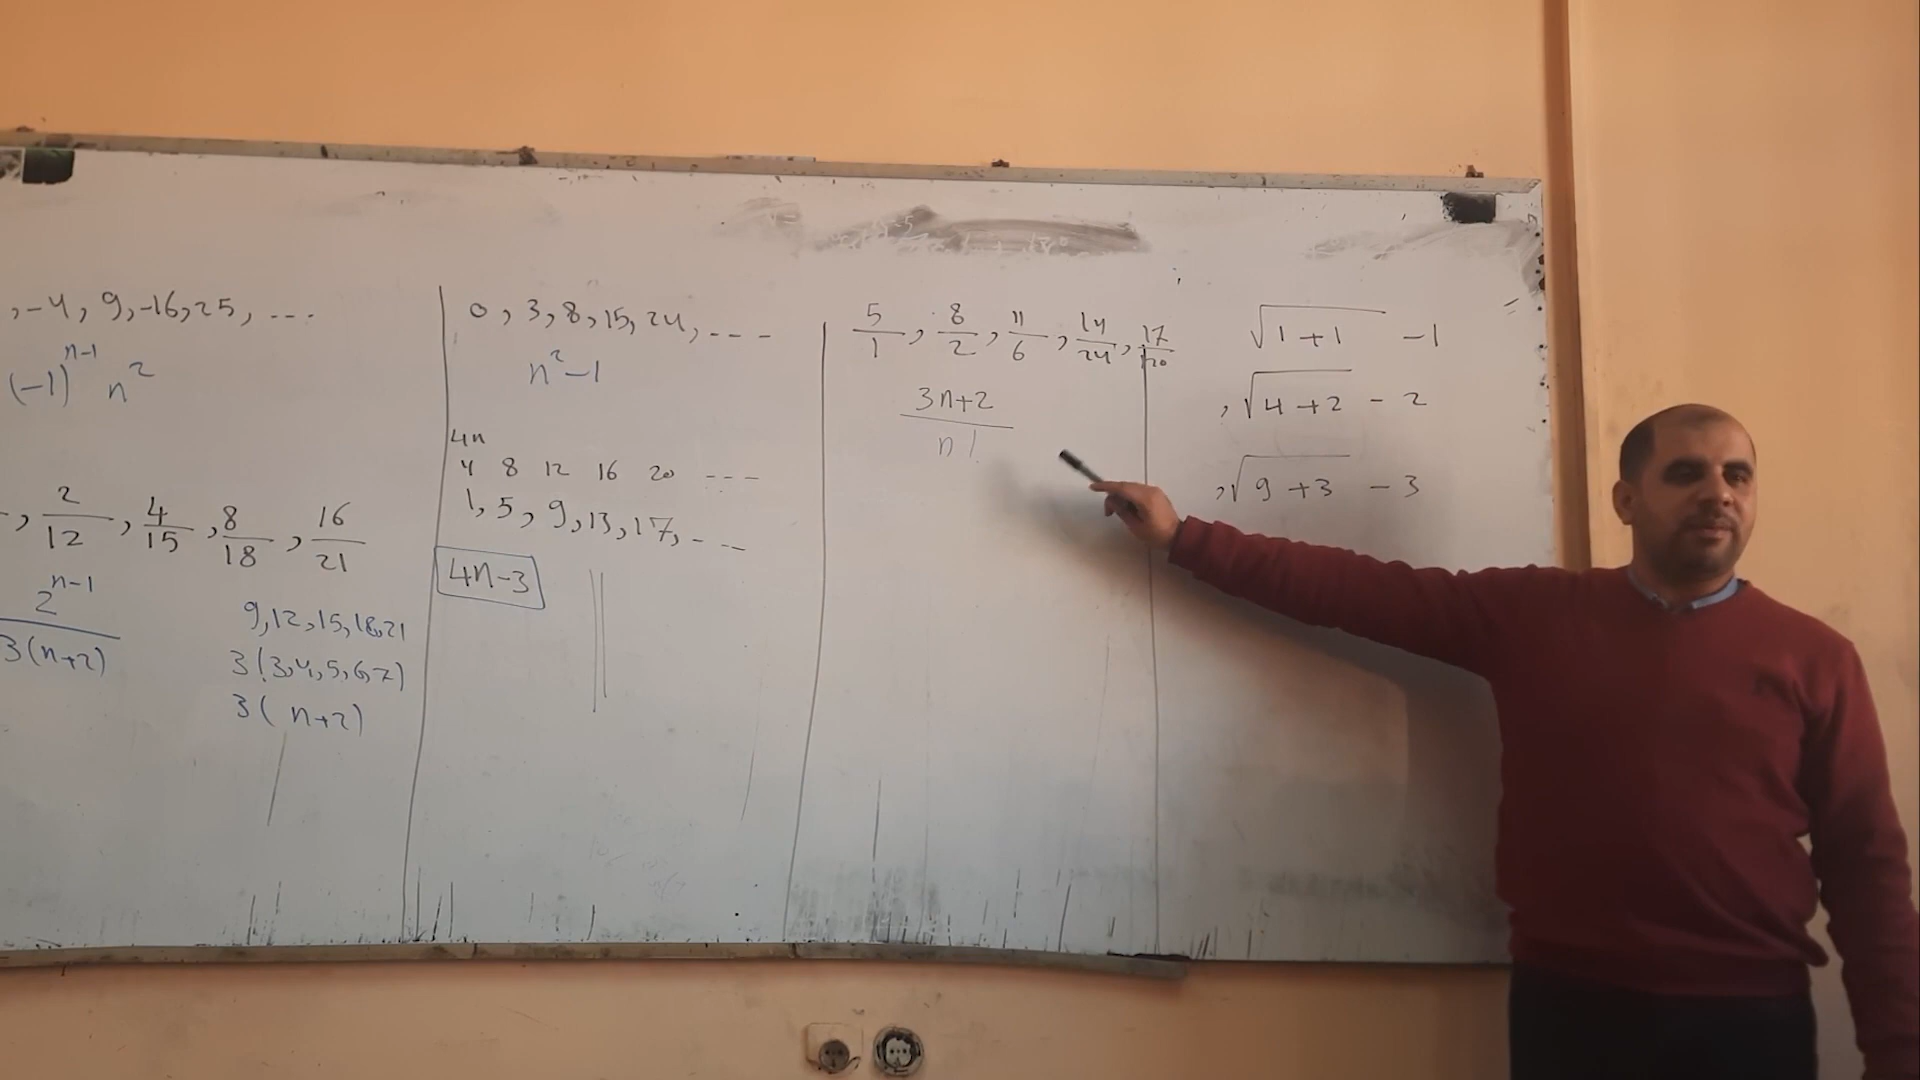 , -4, 9, -16, 25, ...
(-1)^{n-1} n^2
, 2/12, 4/15, 8/18, 16/21
2^{n-1}/3(n+2)
9, 12, 15, 18, 21
3(3, 4, 5, 6, 7)
3( n+2)
0, 3, 8, 15, 24, ---
n^2-1
4n
4 8 12 16 20 ---
1, 5, 9, 13, 17, ---
4n-3
5/1, 8/2, 11/6, 14/24, 17/120
3n+2/n!
√(1+1) -1
, √(4+2) - 2
, √(9+3) - 3